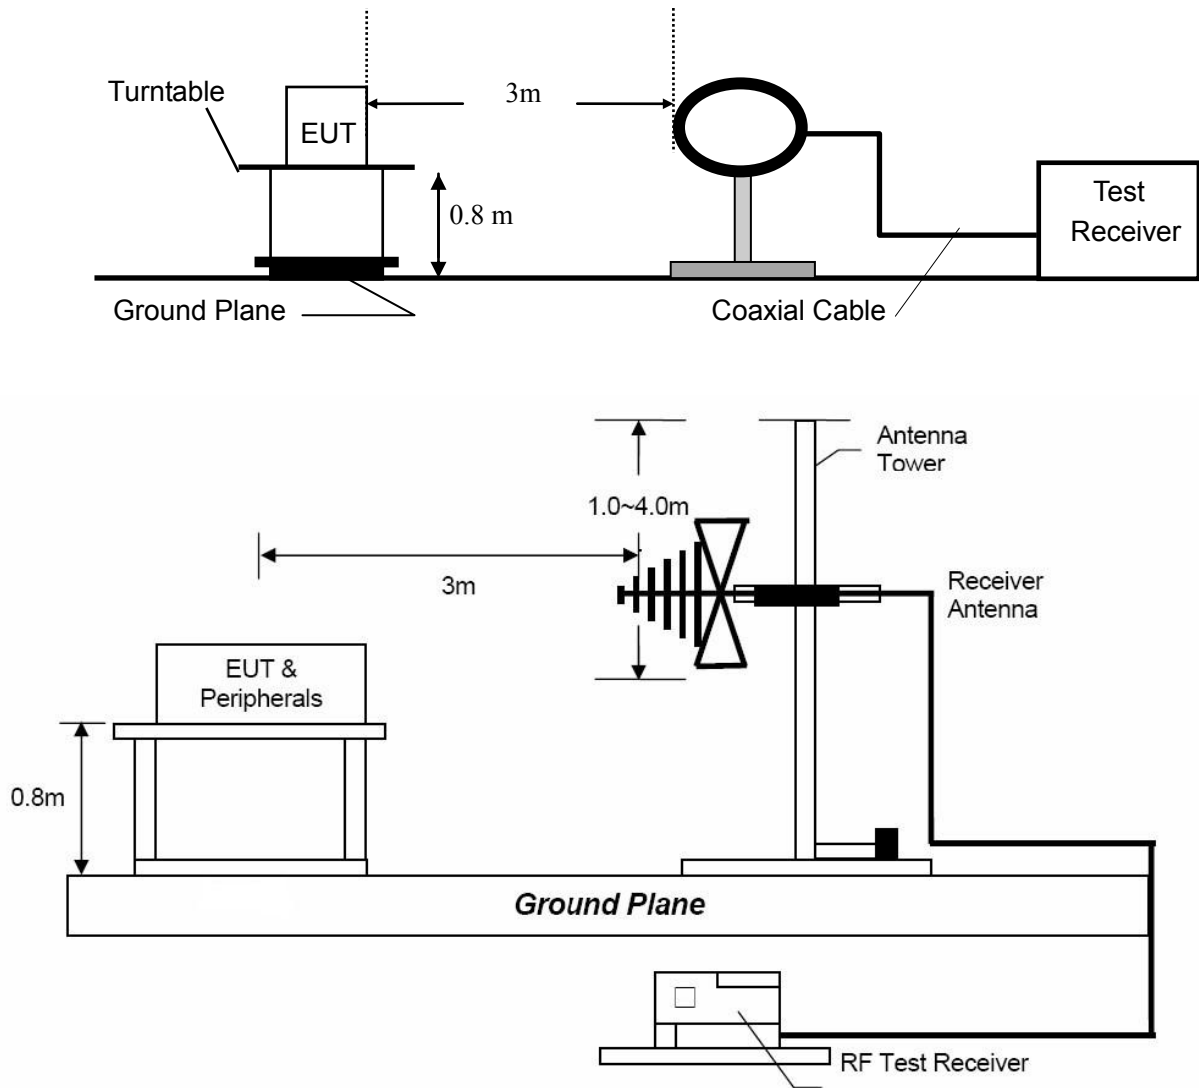 3m
Turntable
EUT
Test
Receiver
0.8 m
Ground Plane
Coaxial Cable
Antenna
Tower
1.0~4.0m
3m
Receiver
Antenna
EUT &
Peripherals
0.8m
Ground Plane
RF Test Receiver